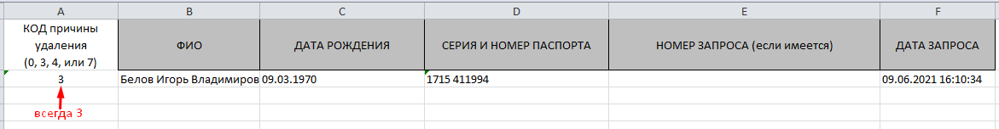 A B C D E F
КОД причины
удаления
(0, 3, 4, или 7)
ФИО
ДАТА РОЖДЕНИЯ
СЕРИЯ И НОМЕР ПАСПОРТА
НОМЕР ЗАПРОСА (если имеется)
ДАТА ЗАПРОСА
3 Белов Игорь Владимиров 09.03.1970 1715 411994 09.06.2021 16:10:34
всегда 3